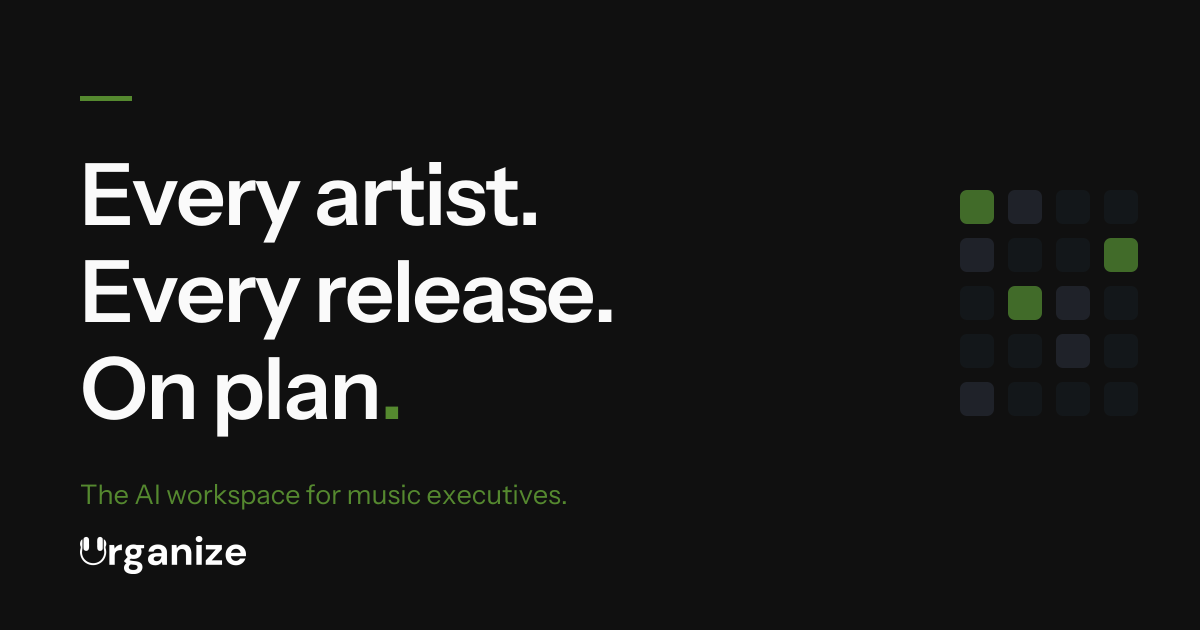 Every artist.
Every release.
On plan.
The AI workspace for music executives.
Urganize